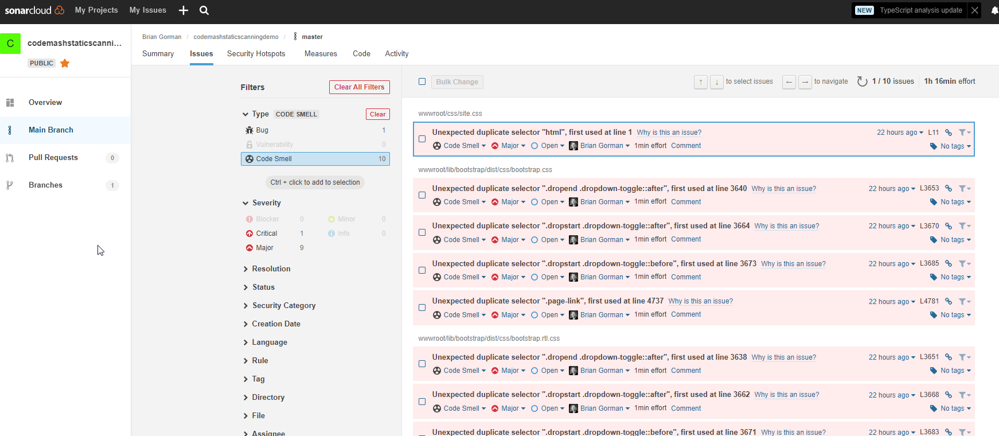 sonarcloud My Projects My Issues NEW TypeScript analysis update
C codemashstaticscanni...
PUBLIC
Overview
Main Branch
Pull Requests 0
Branches 1
Brian Gorman / codemashstaticscanningdemo / master
Summary Issues Security Hotspots Measures Code Activity
Filters Clear All Filters
Type CODE SMELL Clear
Bug 1
Vulnerability 0
Code Smell 10
Ctrl + click to add to selection
Severity
Blocker 0 Minor 0
Critical 1 Info 0
Major 9
Resolution
Status
Security Category
Creation Date
Language
Rule
Tag
Directory
File
Assignee
Bulk Change ↑ ↓ to select issues ← → to navigate 1 / 10 issues 1h 16min effort
wwwroot/css/site.css
Unexpected duplicate selector "html", first used at line 1 Why is this an issue? 22 hours ago L11
Code Smell Major Open Brian Gorman 1min effort Comment No tags
wwwroot/lib/bootstrap/dist/css/bootstrap.css
Unexpected duplicate selector ".dropend .dropdown-toggle::after", first used at line 3640 Why is this an issue? 22 hours ago L3653
Code Smell Major Open Brian Gorman 1min effort Comment No tags
Unexpected duplicate selector ".dropstart .dropdown-toggle::after", first used at line 3664 Why is this an issue? 22 hours ago L3670
Code Smell Major Open Brian Gorman 1min effort Comment No tags
Unexpected duplicate selector ".dropstart .dropdown-toggle::before", first used at line 3673 Why is this an issue? 22 hours ago L3685
Code Smell Major Open Brian Gorman 1min effort Comment No tags
Unexpected duplicate selector ".page-link", first used at line 4737 Why is this an issue? 22 hours ago L4781
Code Smell Major Open Brian Gorman 1min effort Comment No tags
wwwroot/lib/bootstrap/dist/css/bootstrap.rtl.css
Unexpected duplicate selector ".dropend .dropdown-toggle::after", first used at line 3638 Why is this an issue? 22 hours ago L3651
Code Smell Major Open Brian Gorman 1min effort Comment No tags
Unexpected duplicate selector ".dropstart .dropdown-toggle::after", first used at line 3662 Why is this an issue? 22 hours ago L3668
Code Smell Major Open Brian Gorman 1min effort Comment No tags
Unexpected duplicate selector ".dropstart .dropdown-toggle::before", first used at line 3671 Why is this an issue? 22 hours ago L3683